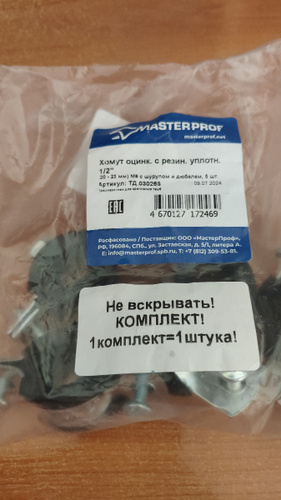 MASTERPROF
masterprof.net
Хомут оцинк. с резин. уплотн.
1/2"
20 - 23 мм) М8 с шурупом и дюбелем, 5 шт.
Артикул: ТД.030265
09.07.2024
EAC
4 670127 172469
Расфасовано / Поставщик: ООО «МастерПроф»,
РФ, 196084, СПб, ул. Заставская, д. 5/1, литера А.
E: info@masterprof.spb.ru, Т: +7 (812) 309-53-81.
Не вскрывать!
КОМПЛЕКТ!
1комплект=1штука!